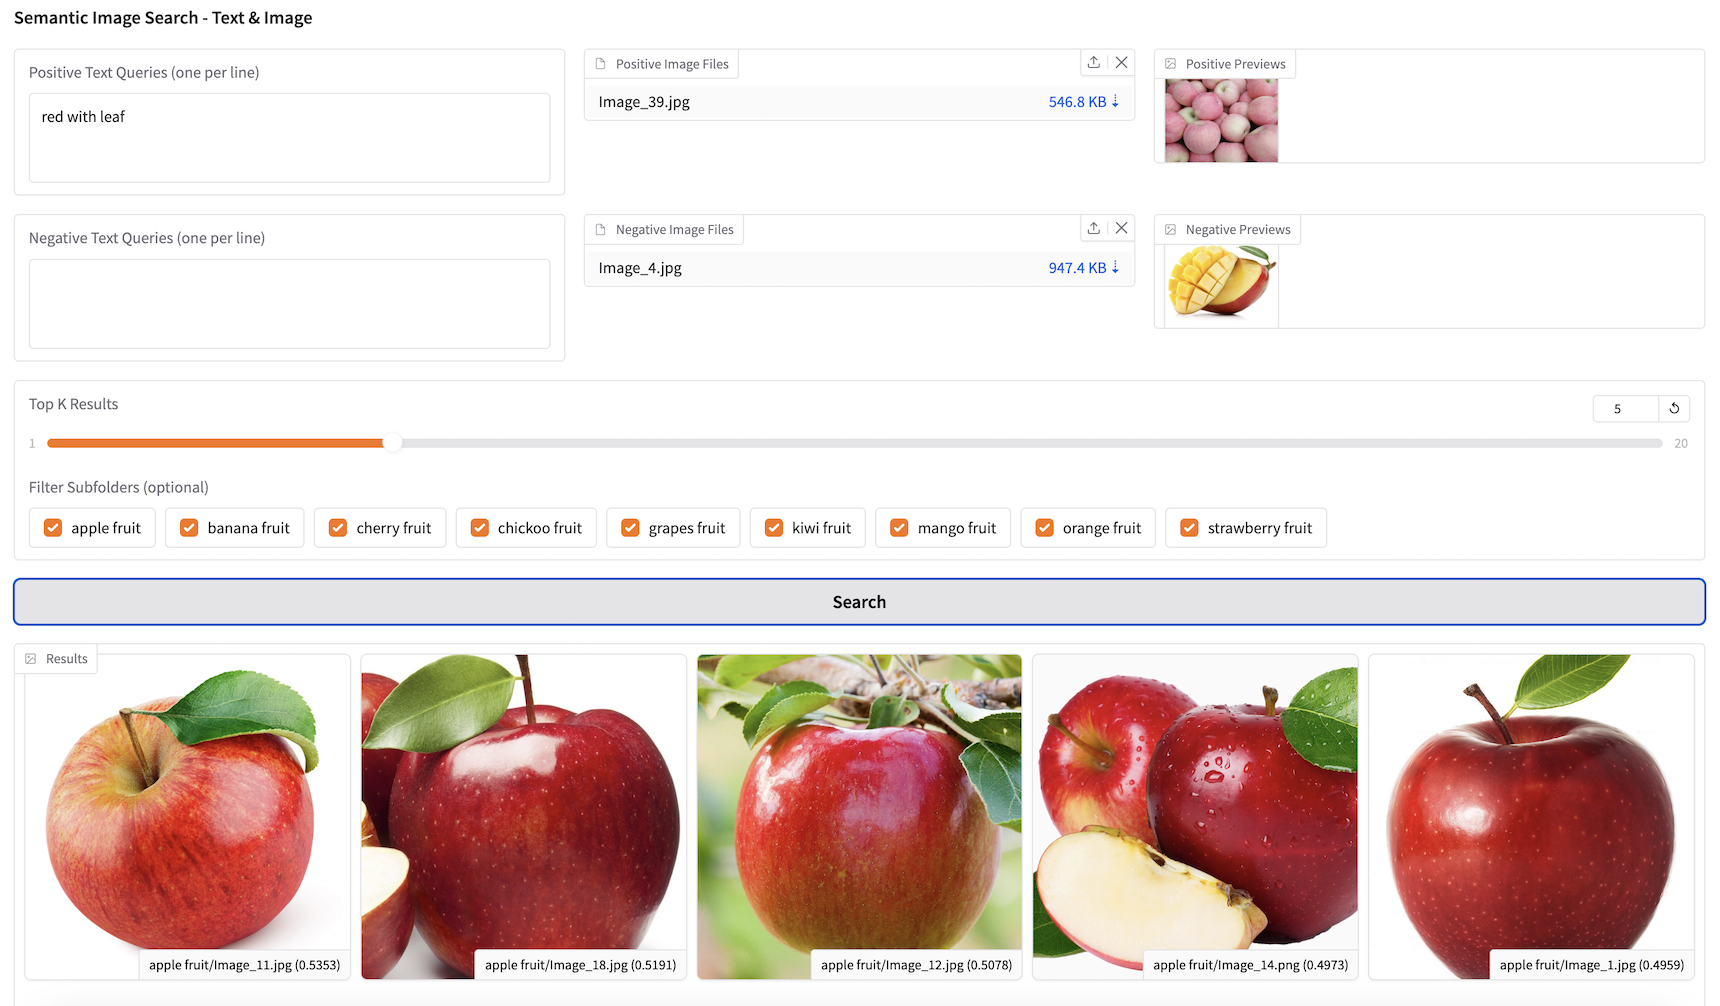 Semantic Image Search - Text & Image
Positive Text Queries (one per line)
red with leaf
Positive Image Files
Image_39.jpg
546.8 KB ↓
Positive Previews
Negative Text Queries (one per line)
Negative Image Files
Image_4.jpg
947.4 KB ↓
Negative Previews
Top K Results
5
1
20
Filter Subfolders (optional)
apple fruit
banana fruit
cherry fruit
chickoo fruit
grapes fruit
kiwi fruit
mango fruit
orange fruit
strawberry fruit
Search
Results
apple fruit/Image_11.jpg (0.5353)
apple fruit/Image_18.jpg (0.5191)
apple fruit/Image_12.jpg (0.5078)
apple fruit/Image_14.png (0.4973)
apple fruit/Image_1.jpg (0.4959)